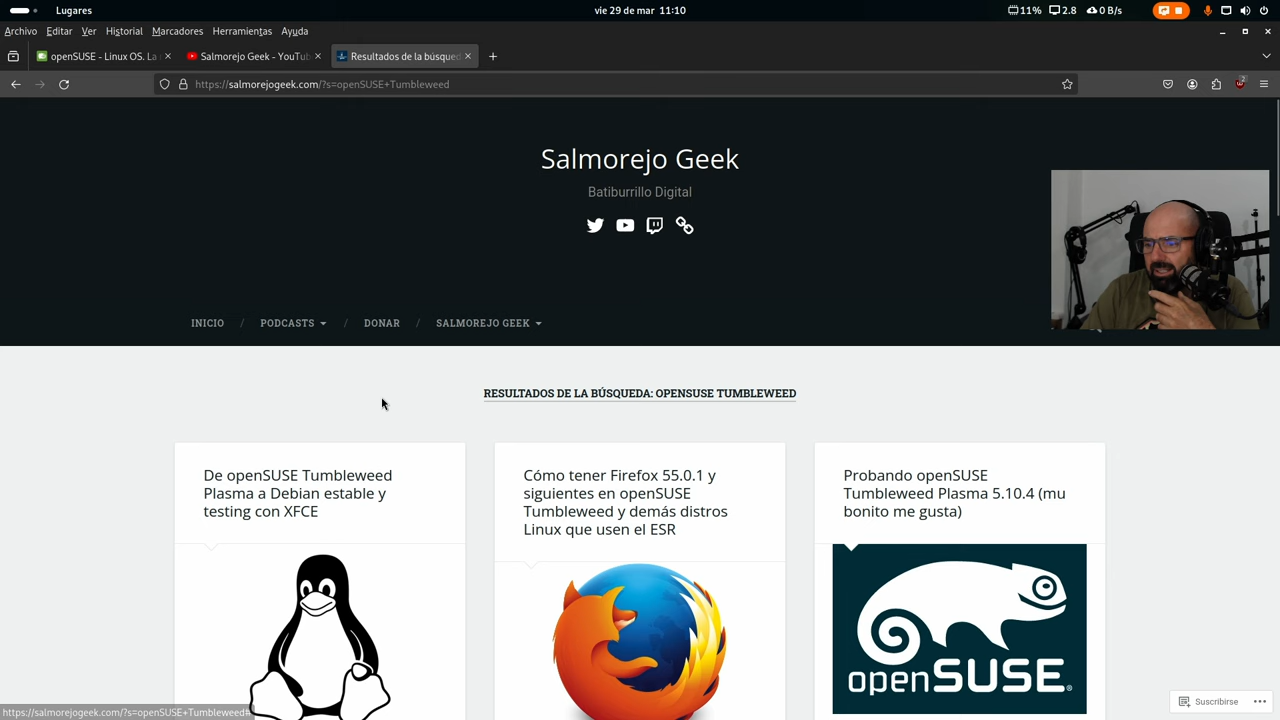 Lugares
vie 29 de mar 11:10
11% 2.8 0 B/s
Archivo Editar Ver Historial Marcadores Herramientas Ayuda
openSUSE - Linux OS. La
Salmorejo Geek - YouTu
Resultados de la búsqued
https://salmorejogeek.com/?s=openSUSE+Tumbleweed
Salmorejo Geek
Batiburrillo Digital
INICIO / PODCASTS / DONAR / SALMOREJO GEEK
RESULTADOS DE LA BÚSQUEDA: OPENSUSE TUMBLEWEED
De openSUSE Tumbleweed
Plasma a Debian estable y
testing con XFCE
Cómo tener Firefox 55.0.1 y
siguientes en openSUSE
Tumbleweed y demás distros
Linux que usen el ESR
Probando openSUSE
Tumbleweed Plasma 5.10.4 (mu
bonito me gusta)
openSUSE
Suscribirse
https://salmorejogeek.com/?s=openSUSE+Tumbleweed#